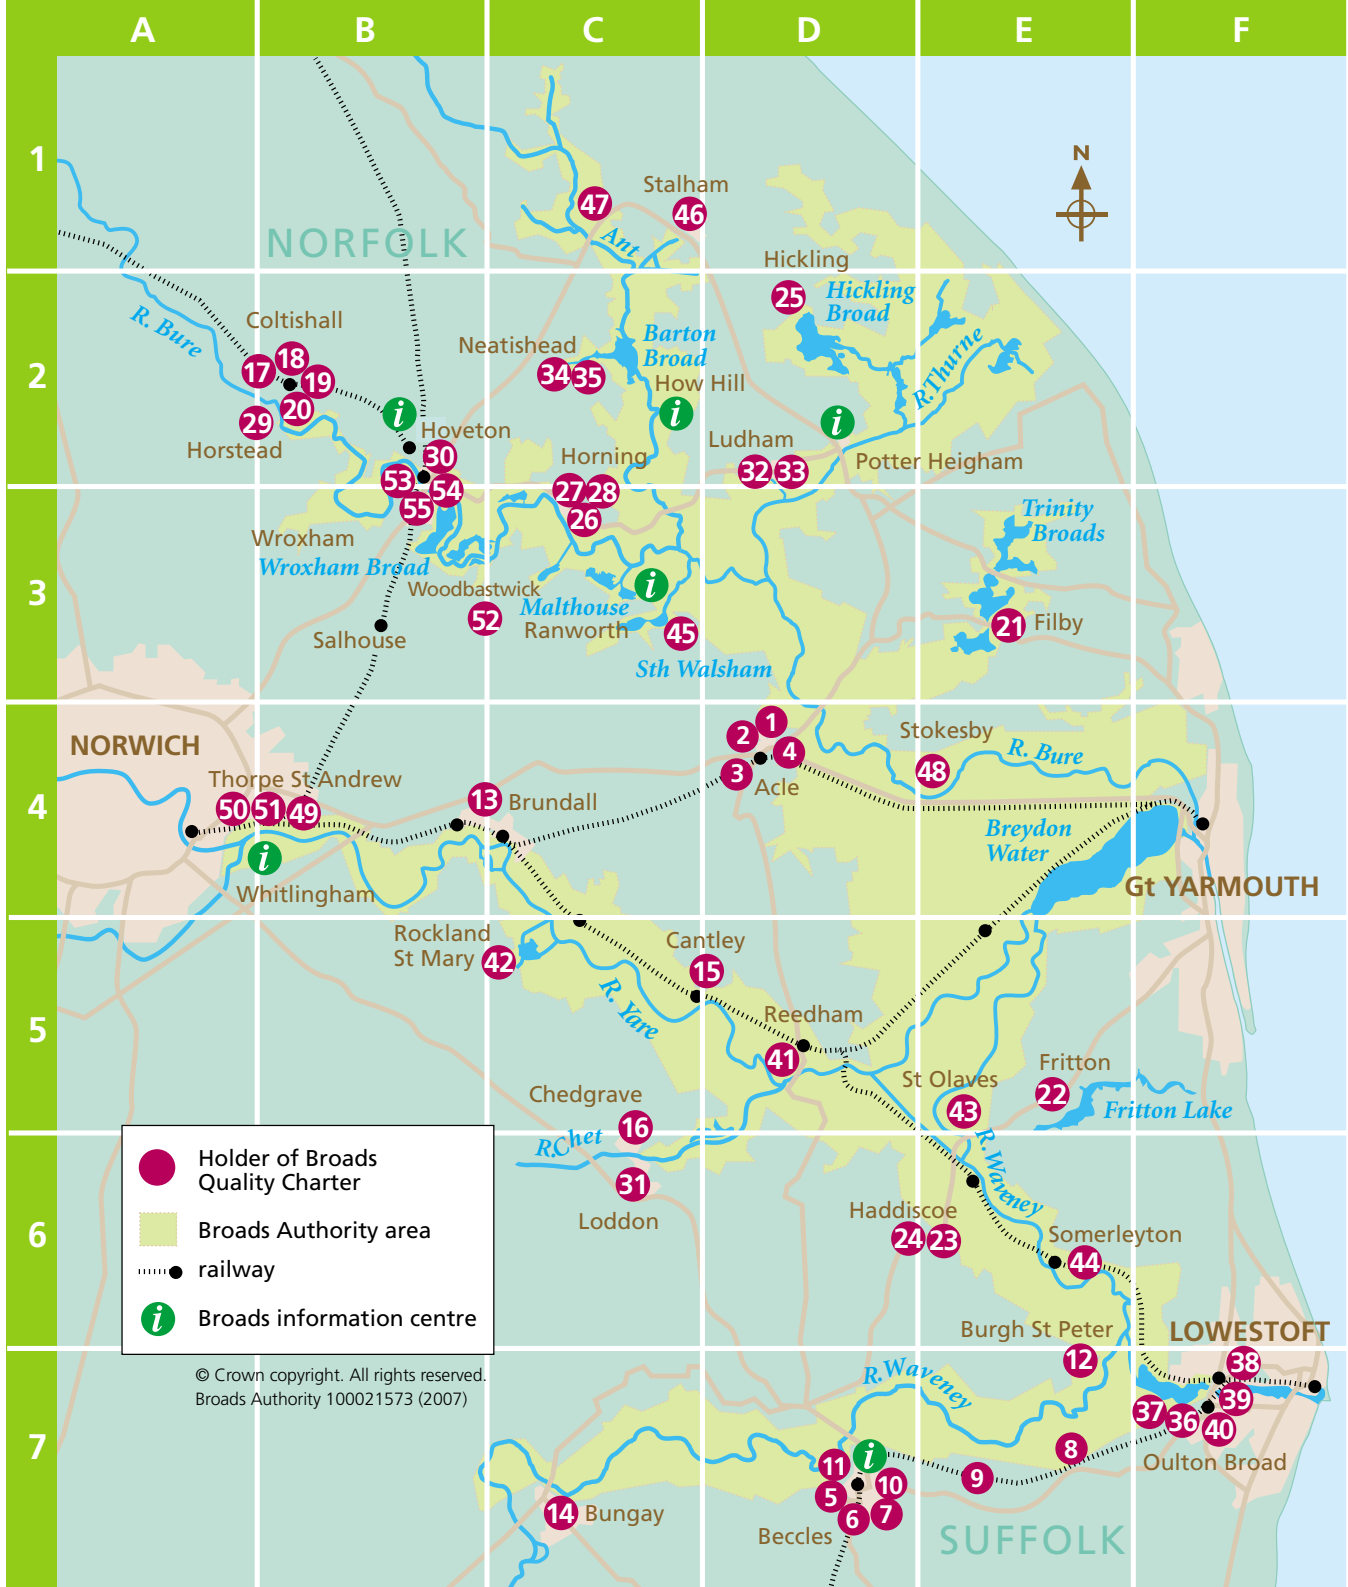 A B C D E F
1
N
Stalham
47
46
Ant
NORFOLK
Hickling
2
25
Hickling
Broad
R. Bure
Coltishall
Barton
Broad
Neatishead
R.Thurne
18
17
19
34 35
How Hill
20
29
i
i
i
Horstead
Hoveton
Ludham
30
Horning
32 33
Potter Heigham
53
54
27 28
55
26
3
Trinity
Broads
Wroxham
Wroxham Broad
Woodbastwick
i
Malthouse
Ranworth
52
45
21
Filby
Salhouse
Sth Walsham
4
NORWICH
1
2
4
3
Acle
Stokesby
48
R. Bure
Thorpe St Andrew
50 51 49
13
Brundall
Breydon
Water
i
Whitlingham
Gt YARMOUTH
5
Rockland
St Mary
42
Cantley
15
R. Yare
Reedham
41
St Olaves
43
Fritton
22
Fritton Lake
Chedgrave
16
R.Chet
R.Waveney
6
31
Loddon
Haddiscoe
24 23
Somerleyton
44
Holder of Broads
Quality Charter
Broads Authority area
railway
i
Broads information centre
Burgh St Peter
12
LOWESTOFT
© Crown copyright. All rights reserved.
Broads Authority 100021573 (2007)
7
R.Waveney
38
39
37 36 40
Oulton Broad
8
9
11
i
10
5
6
7
Beccles
14
Bungay
SUFFOLK